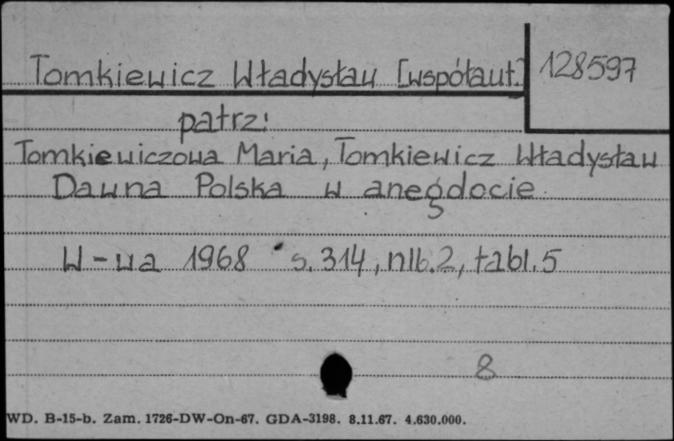 Tomkiewicz Władysław [współaut.] 128597
patrz:
Tomkiewiczowa Maria, Tomkiewicz Władysław
Dawna Polska w anegdocie
W-wa 1968 s. 314, nlb. 2, tabl. 5
8
WD. B-15-b. Zam. 1726-DW-On-67. GDA-3198. 8.11.67. 4.630.000.